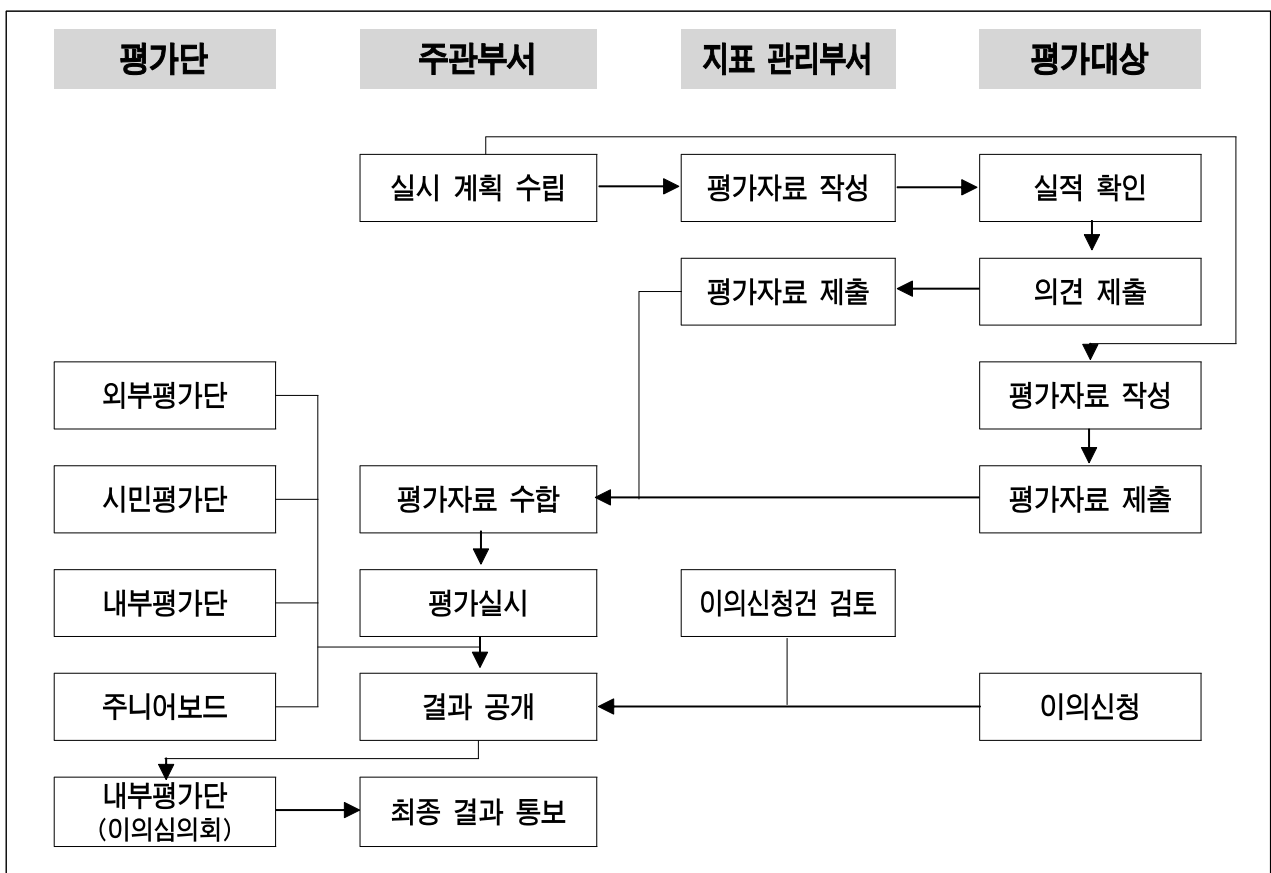 평가단
주관부서
지표 관리부서
평가대상
실시 계획 수립
평가자료 작성
실적 확인
평가자료 제출
의견 제출
외부평가단
평가자료 작성
시민평가단
평가자료 수합
평가자료 제출
내부평가단
평가실시
이의신청건 검토
주니어보드
결과 공개
이의신청
내부평가단
(이의심의회)
최종 결과 통보